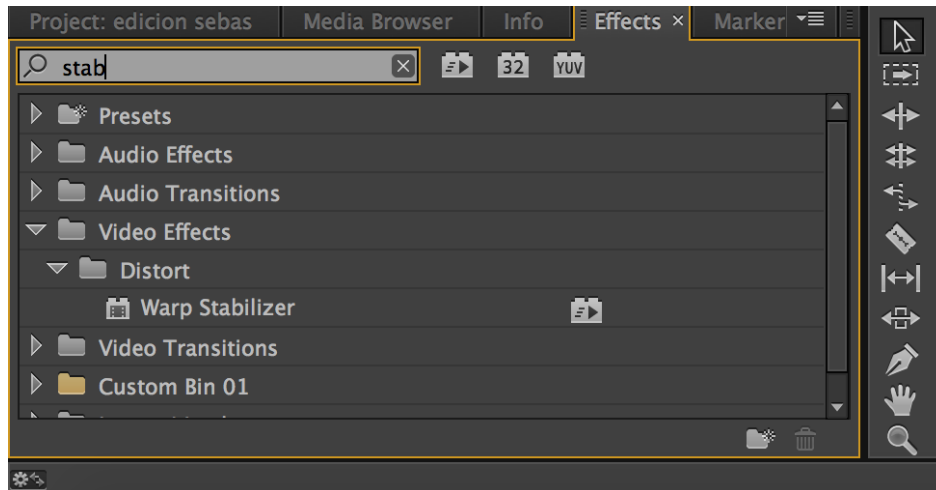 Project: edicion sebas Media Browser Info Effects × Marker
stab
32 YUV
Presets
Audio Effects
Audio Transitions
Video Effects
Distort
Warp Stabilizer
Video Transitions
Custom Bin 01